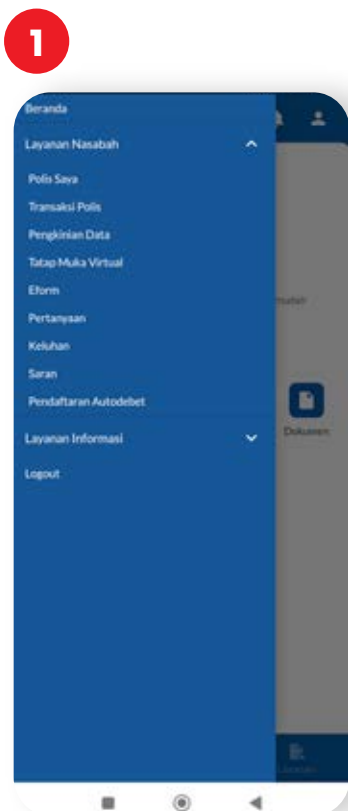 1
Beranda
Layanan Nasabah
Polis Saya
Transaksi Polis
Pengkinian Data
Tatap Muka Virtual
Eform
Pertanyaan
Keluhan
Saran
Pendaftaran Autodebet
Dokumen
Layanan Informasi
Logout